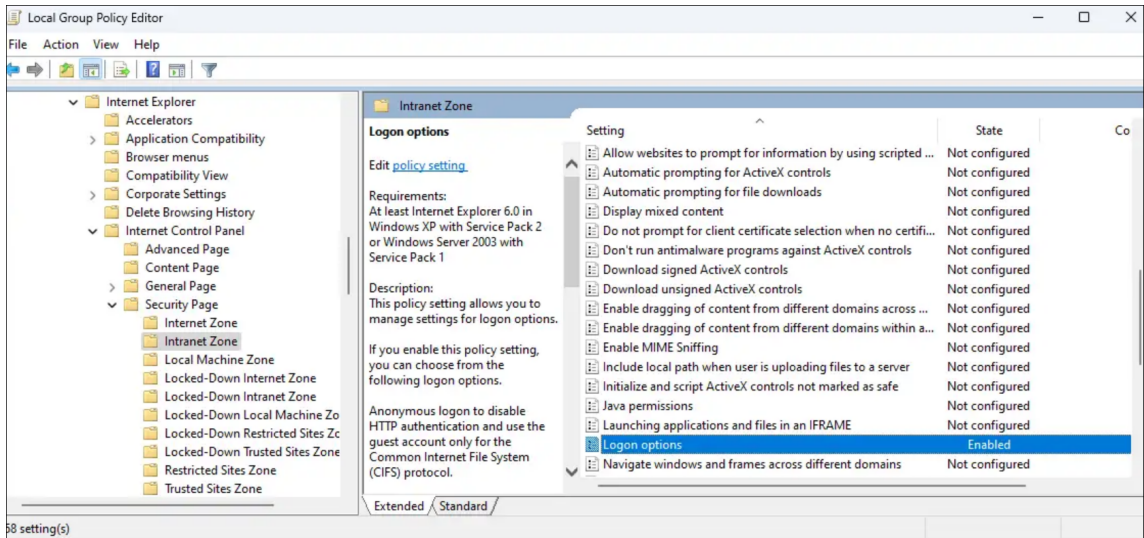 Local Group Policy Editor
File Action View Help
Internet Explorer
Accelerators
Application Compatibility
Browser menus
Compatibility View
Corporate Settings
Delete Browsing History
Internet Control Panel
Advanced Page
Content Page
General Page
Security Page
Internet Zone
Intranet Zone
Local Machine Zone
Locked-Down Internet Zone
Locked-Down Intranet Zone
Locked-Down Local Machine Zo
Locked-Down Restricted Sites Zc
Locked-Down Trusted Sites Zone
Restricted Sites Zone
Trusted Sites Zone
Intranet Zone
Logon options
Edit policy setting
Requirements:
At least Internet Explorer 6.0 in
Windows XP with Service Pack 2
or Windows Server 2003 with
Service Pack 1
Description:
This policy setting allows you to
manage settings for logon options.
If you enable this policy setting,
you can choose from the
following logon options.
Anonymous logon to disable
HTTP authentication and use the
guest account only for the
Common Internet File System
(CIFS) protocol.
Setting State Co
Allow websites to prompt for information by using scripted ... Not configured
Automatic prompting for ActiveX controls Not configured
Automatic prompting for file downloads Not configured
Display mixed content Not configured
Do not prompt for client certificate selection when no certifi... Not configured
Don't run antimalware programs against ActiveX controls Not configured
Download signed ActiveX controls Not configured
Download unsigned ActiveX controls Not configured
Enable dragging of content from different domains across ... Not configured
Enable dragging of content from different domains within a... Not configured
Enable MIME Sniffing Not configured
Include local path when user is uploading files to a server Not configured
Initialize and script ActiveX controls not marked as safe Not configured
Java permissions Not configured
Launching applications and files in an IFRAME Not configured
Logon options Enabled
Navigate windows and frames across different domains Not configured
Extended Standard
58 setting(s)